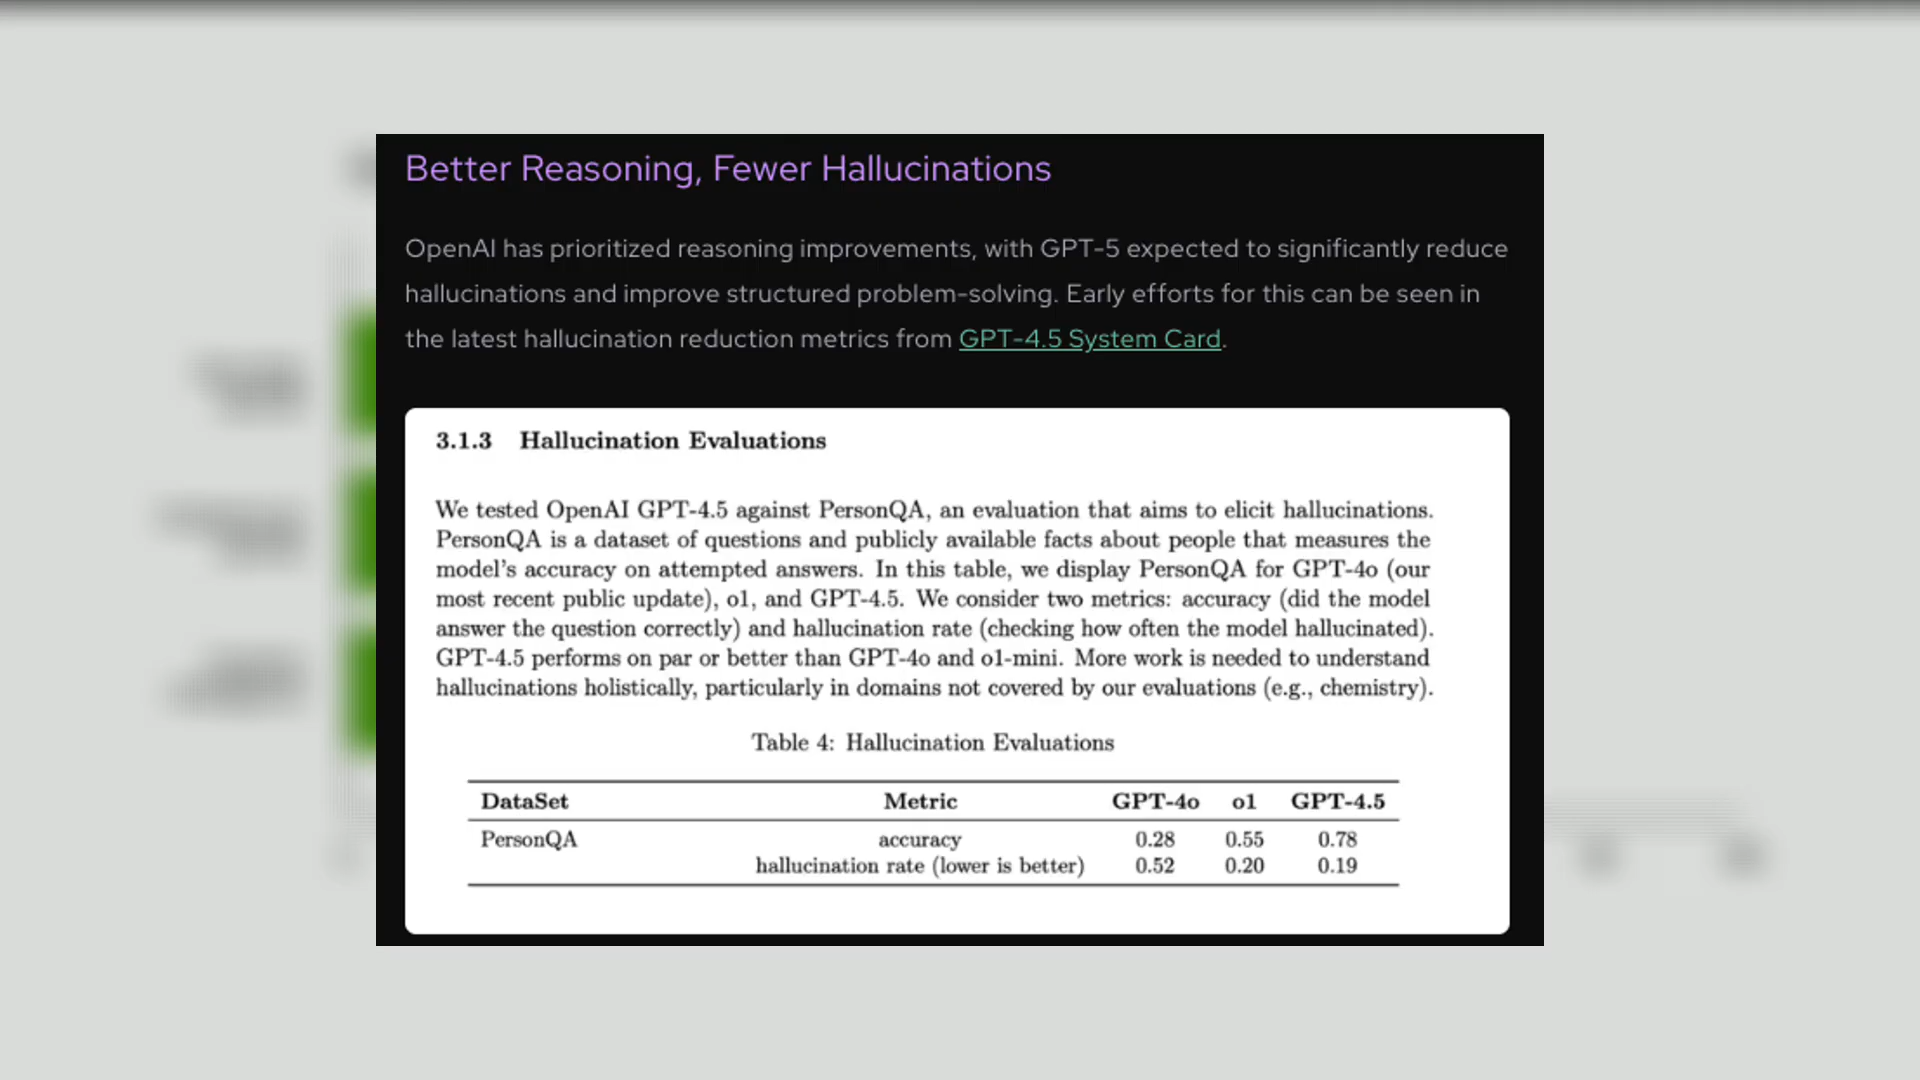 Better Reasoning, Fewer Hallucinations
OpenAI has prioritized reasoning improvements, with GPT-5 expected to significantly reduce
hallucinations and improve structured problem-solving. Early efforts for this can be seen in
the latest hallucination reduction metrics from GPT-4.5 System Card.
3.1.3 Hallucination Evaluations
We tested OpenAI GPT-4.5 against PersonQA, an evaluation that aims to elicit hallucinations.
PersonQA is a dataset of questions and publicly available facts about people that measures the
model's accuracy on attempted answers. In this table, we display PersonQA for GPT-4o (our
most recent public update), o1, and GPT-4.5. We consider two metrics: accuracy (did the model
answer the question correctly) and hallucination rate (checking how often the model hallucinated).
GPT-4.5 performs on par or better than GPT-4o and o1-mini. More work is needed to understand
hallucinations holistically, particularly in domains not covered by our evaluations (e.g., chemistry).
Table 4: Hallucination Evaluations
DataSet Metric GPT-4o o1 GPT-4.5
PersonQA accuracy 0.28 0.55 0.78
hallucination rate (lower is better) 0.52 0.20 0.19